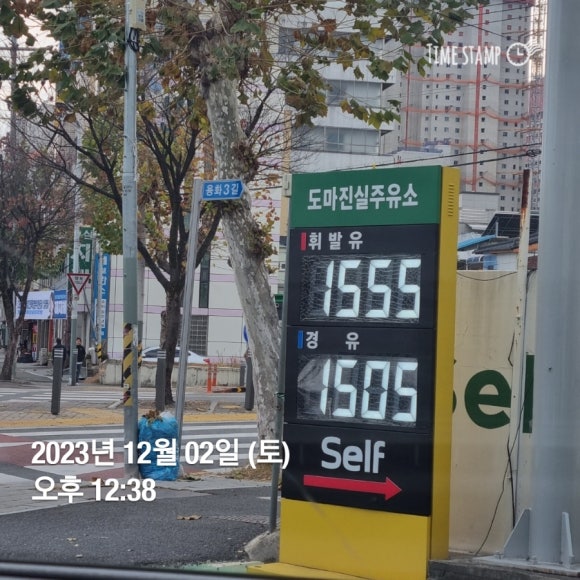 TIME STAMP
용화3길
도마진실주유소
휘발유
1555
경 유
1505
Self
Sel
2023년 12월 02일 (토)
오후 12:38